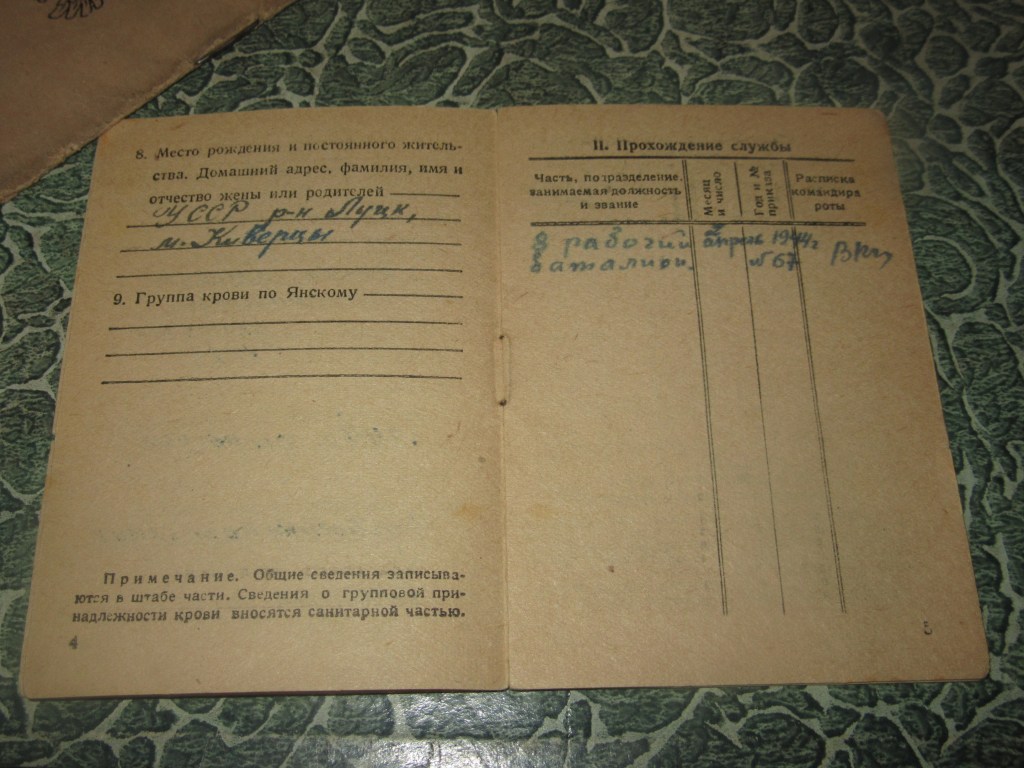 8. Место рождения и постоянного житель-
ства. Домашний адрес, фамилия, имя и
отчество жены или родителей
УССР р-н Луцк,
м. Киверцы
9. Группа крови по Янскому
Примечание. Общие сведения записыва-
ются в штабе части. Сведения о групповой при-
надлежности крови вносятся санитарной частью.
4
II. Прохождение службы
Часть, подразделение,
занимаемая должность
и звание
Месяц
и число
Год и №
приказа
Расписка
командира
роты
8 рабочий апрель 1944 г
баталион. № 67
5